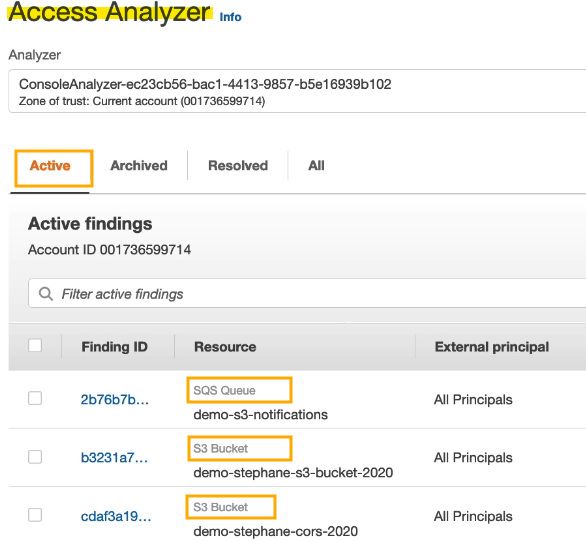 Access Analyzer Info
Analyzer
ConsoleAnalyzer-ec23cb56-bac1-4413-9857-b5e16939b102
Zone of trust: Current account (001736599714)
Active Archived Resolved All
Active findings
Account ID 001736599714
Filter active findings
Finding ID Resource External principal
SQS Queue
2b76b7b... demo-s3-notifications All Principals
S3 Bucket
b3231a7... demo-stephane-s3-bucket-2020 All Principals
S3 Bucket
cdaf3a19... demo-stephane-cors-2020 All Principals